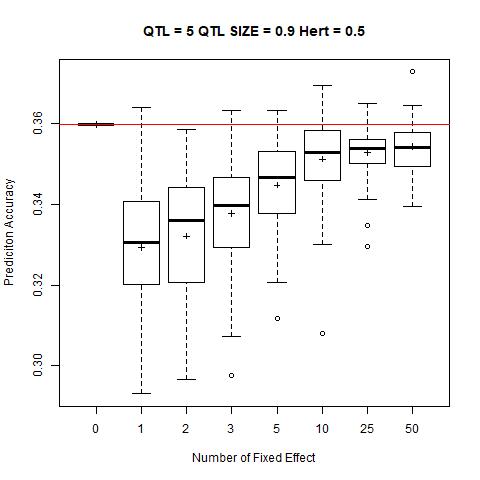 QTL = 5 QTL SIZE = 0.9 Hert = 0.5
Prediciton Accuracy
0.36
0.34
0.32
0.30
0 1 2 3 5 10 25 50
Number of Fixed Effect